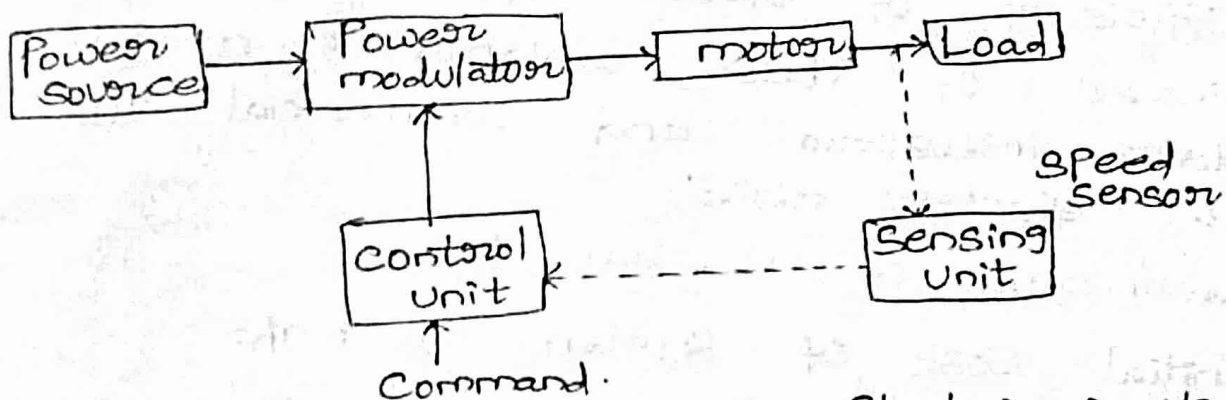 Power
source
Power
modulator
motor
Load
speed
sensor
control
unit
sensing
unit
Command.